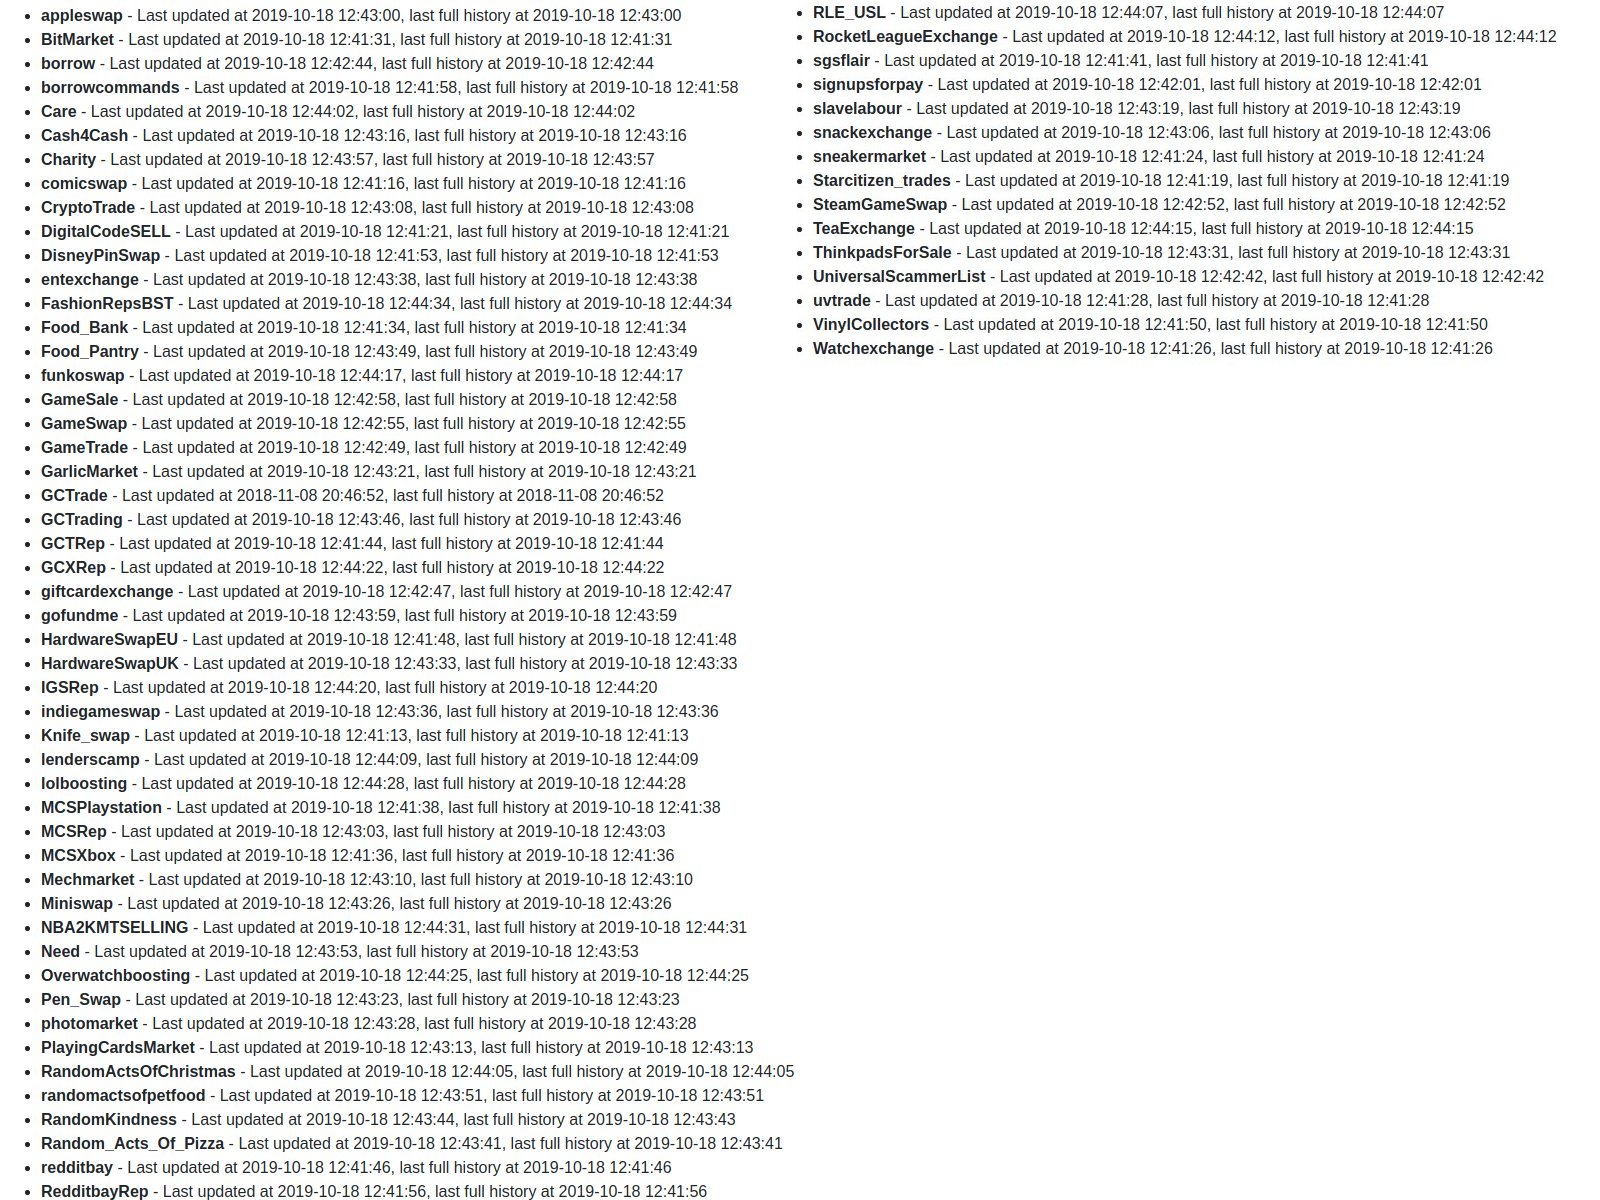 appleswap - Last updated at 2019-10-18 12:43:00, last full history at 2019-10-18 12:43:00
BitMarket - Last updated at 2019-10-18 12:41:31, last full history at 2019-10-18 12:41:31
borrow - Last updated at 2019-10-18 12:42:44, last full history at 2019-10-18 12:42:44
borrowcommands - Last updated at 2019-10-18 12:41:58, last full history at 2019-10-18 12:41:58
Care - Last updated at 2019-10-18 12:44:02, last full history at 2019-10-18 12:44:02
Cash4Cash - Last updated at 2019-10-18 12:43:16, last full history at 2019-10-18 12:43:16
Charity - Last updated at 2019-10-18 12:43:57, last full history at 2019-10-18 12:43:57
comicswap - Last updated at 2019-10-18 12:41:16, last full history at 2019-10-18 12:41:16
CryptoTrade - Last updated at 2019-10-18 12:43:08, last full history at 2019-10-18 12:43:08
DigitalCodeSELL - Last updated at 2019-10-18 12:41:21, last full history at 2019-10-18 12:41:21
DisneyPinSwap - Last updated at 2019-10-18 12:41:53, last full history at 2019-10-18 12:41:53
entexchange - Last updated at 2019-10-18 12:43:38, last full history at 2019-10-18 12:43:38
FashionRepsBST - Last updated at 2019-10-18 12:44:34, last full history at 2019-10-18 12:44:34
Food_Bank - Last updated at 2019-10-18 12:41:34, last full history at 2019-10-18 12:41:34
Food_Pantry - Last updated at 2019-10-18 12:43:49, last full history at 2019-10-18 12:43:49
funkoswap - Last updated at 2019-10-18 12:44:17, last full history at 2019-10-18 12:44:17
GameSale - Last updated at 2019-10-18 12:42:58, last full history at 2019-10-18 12:42:58
GameSwap - Last updated at 2019-10-18 12:42:55, last full history at 2019-10-18 12:42:55
GameTrade - Last updated at 2019-10-18 12:42:49, last full history at 2019-10-18 12:42:49
GarlicMarket - Last updated at 2019-10-18 12:43:21, last full history at 2019-10-18 12:43:21
GCTrade - Last updated at 2018-11-08 20:46:52, last full history at 2018-11-08 20:46:52
GCTrading - Last updated at 2019-10-18 12:43:46, last full history at 2019-10-18 12:43:46
GCTRep - Last updated at 2019-10-18 12:41:44, last full history at 2019-10-18 12:41:44
GCXRep - Last updated at 2019-10-18 12:44:22, last full history at 2019-10-18 12:44:22
giftcardexchange - Last updated at 2019-10-18 12:42:47, last full history at 2019-10-18 12:42:47
gofundme - Last updated at 2019-10-18 12:43:59, last full history at 2019-10-18 12:43:59
HardwareSwapEU - Last updated at 2019-10-18 12:41:48, last full history at 2019-10-18 12:41:48
HardwareSwapUK - Last updated at 2019-10-18 12:43:33, last full history at 2019-10-18 12:43:33
IGSRep - Last updated at 2019-10-18 12:44:20, last full history at 2019-10-18 12:44:20
indiegameswap - Last updated at 2019-10-18 12:43:36, last full history at 2019-10-18 12:43:36
Knife_swap - Last updated at 2019-10-18 12:41:13, last full history at 2019-10-18 12:41:13
lenderscamp - Last updated at 2019-10-18 12:44:09, last full history at 2019-10-18 12:44:09
lolboosting - Last updated at 2019-10-18 12:44:28, last full history at 2019-10-18 12:44:28
MCSPlaystation - Last updated at 2019-10-18 12:41:38, last full history at 2019-10-18 12:41:38
MCSRep - Last updated at 2019-10-18 12:43:03, last full history at 2019-10-18 12:43:03
MCSXbox - Last updated at 2019-10-18 12:41:36, last full history at 2019-10-18 12:41:36
Mechmarket - Last updated at 2019-10-18 12:43:10, last full history at 2019-10-18 12:43:10
Miniswap - Last updated at 2019-10-18 12:43:26, last full history at 2019-10-18 12:43:26
NBA2KMTSELLING - Last updated at 2019-10-18 12:44:31, last full history at 2019-10-18 12:44:31
Need - Last updated at 2019-10-18 12:43:53, last full history at 2019-10-18 12:43:53
Overwatchboosting - Last updated at 2019-10-18 12:44:25, last full history at 2019-10-18 12:44:25
Pen_Swap - Last updated at 2019-10-18 12:43:23, last full history at 2019-10-18 12:43:23
photomarket - Last updated at 2019-10-18 12:43:28, last full history at 2019-10-18 12:43:28
PlayingCardsMarket - Last updated at 2019-10-18 12:43:13, last full history at 2019-10-18 12:43:13
RandomActsOfChristmas - Last updated at 2019-10-18 12:44:05, last full history at 2019-10-18 12:44:05
randomactsofpetfood - Last updated at 2019-10-18 12:43:51, last full history at 2019-10-18 12:43:51
RandomKindness - Last updated at 2019-10-18 12:43:44, last full history at 2019-10-18 12:43:43
Random_Acts_Of_Pizza - Last updated at 2019-10-18 12:43:41, last full history at 2019-10-18 12:43:41
redditbay - Last updated at 2019-10-18 12:41:46, last full history at 2019-10-18 12:41:46
RedditbayRep - Last updated at 2019-10-18 12:41:56, last full history at 2019-10-18 12:41:56
RLE_USL - Last updated at 2019-10-18 12:44:07, last full history at 2019-10-18 12:44:07
RocketLeagueExchange - Last updated at 2019-10-18 12:44:12, last full history at 2019-10-18 12:44:12
sgsflair - Last updated at 2019-10-18 12:41:41, last full history at 2019-10-18 12:41:41
signupsforpay - Last updated at 2019-10-18 12:42:01, last full history at 2019-10-18 12:42:01
slavelabour - Last updated at 2019-10-18 12:43:19, last full history at 2019-10-18 12:43:19
snackexchange - Last updated at 2019-10-18 12:43:06, last full history at 2019-10-18 12:43:06
sneakermarket - Last updated at 2019-10-18 12:41:24, last full history at 2019-10-18 12:41:24
Starcitizen_trades - Last updated at 2019-10-18 12:41:19, last full history at 2019-10-18 12:41:19
SteamGameSwap - Last updated at 2019-10-18 12:42:52, last full history at 2019-10-18 12:42:52
TeaExchange - Last updated at 2019-10-18 12:44:15, last full history at 2019-10-18 12:44:15
ThinkpadsForSale - Last updated at 2019-10-18 12:43:31, last full history at 2019-10-18 12:43:31
UniversalScammerList - Last updated at 2019-10-18 12:42:42, last full history at 2019-10-18 12:42:42
uvtrade - Last updated at 2019-10-18 12:41:28, last full history at 2019-10-18 12:41:28
VinylCollectors - Last updated at 2019-10-18 12:41:50, last full history at 2019-10-18 12:41:50
Watchexchange - Last updated at 2019-10-18 12:41:26, last full history at 2019-10-18 12:41:26